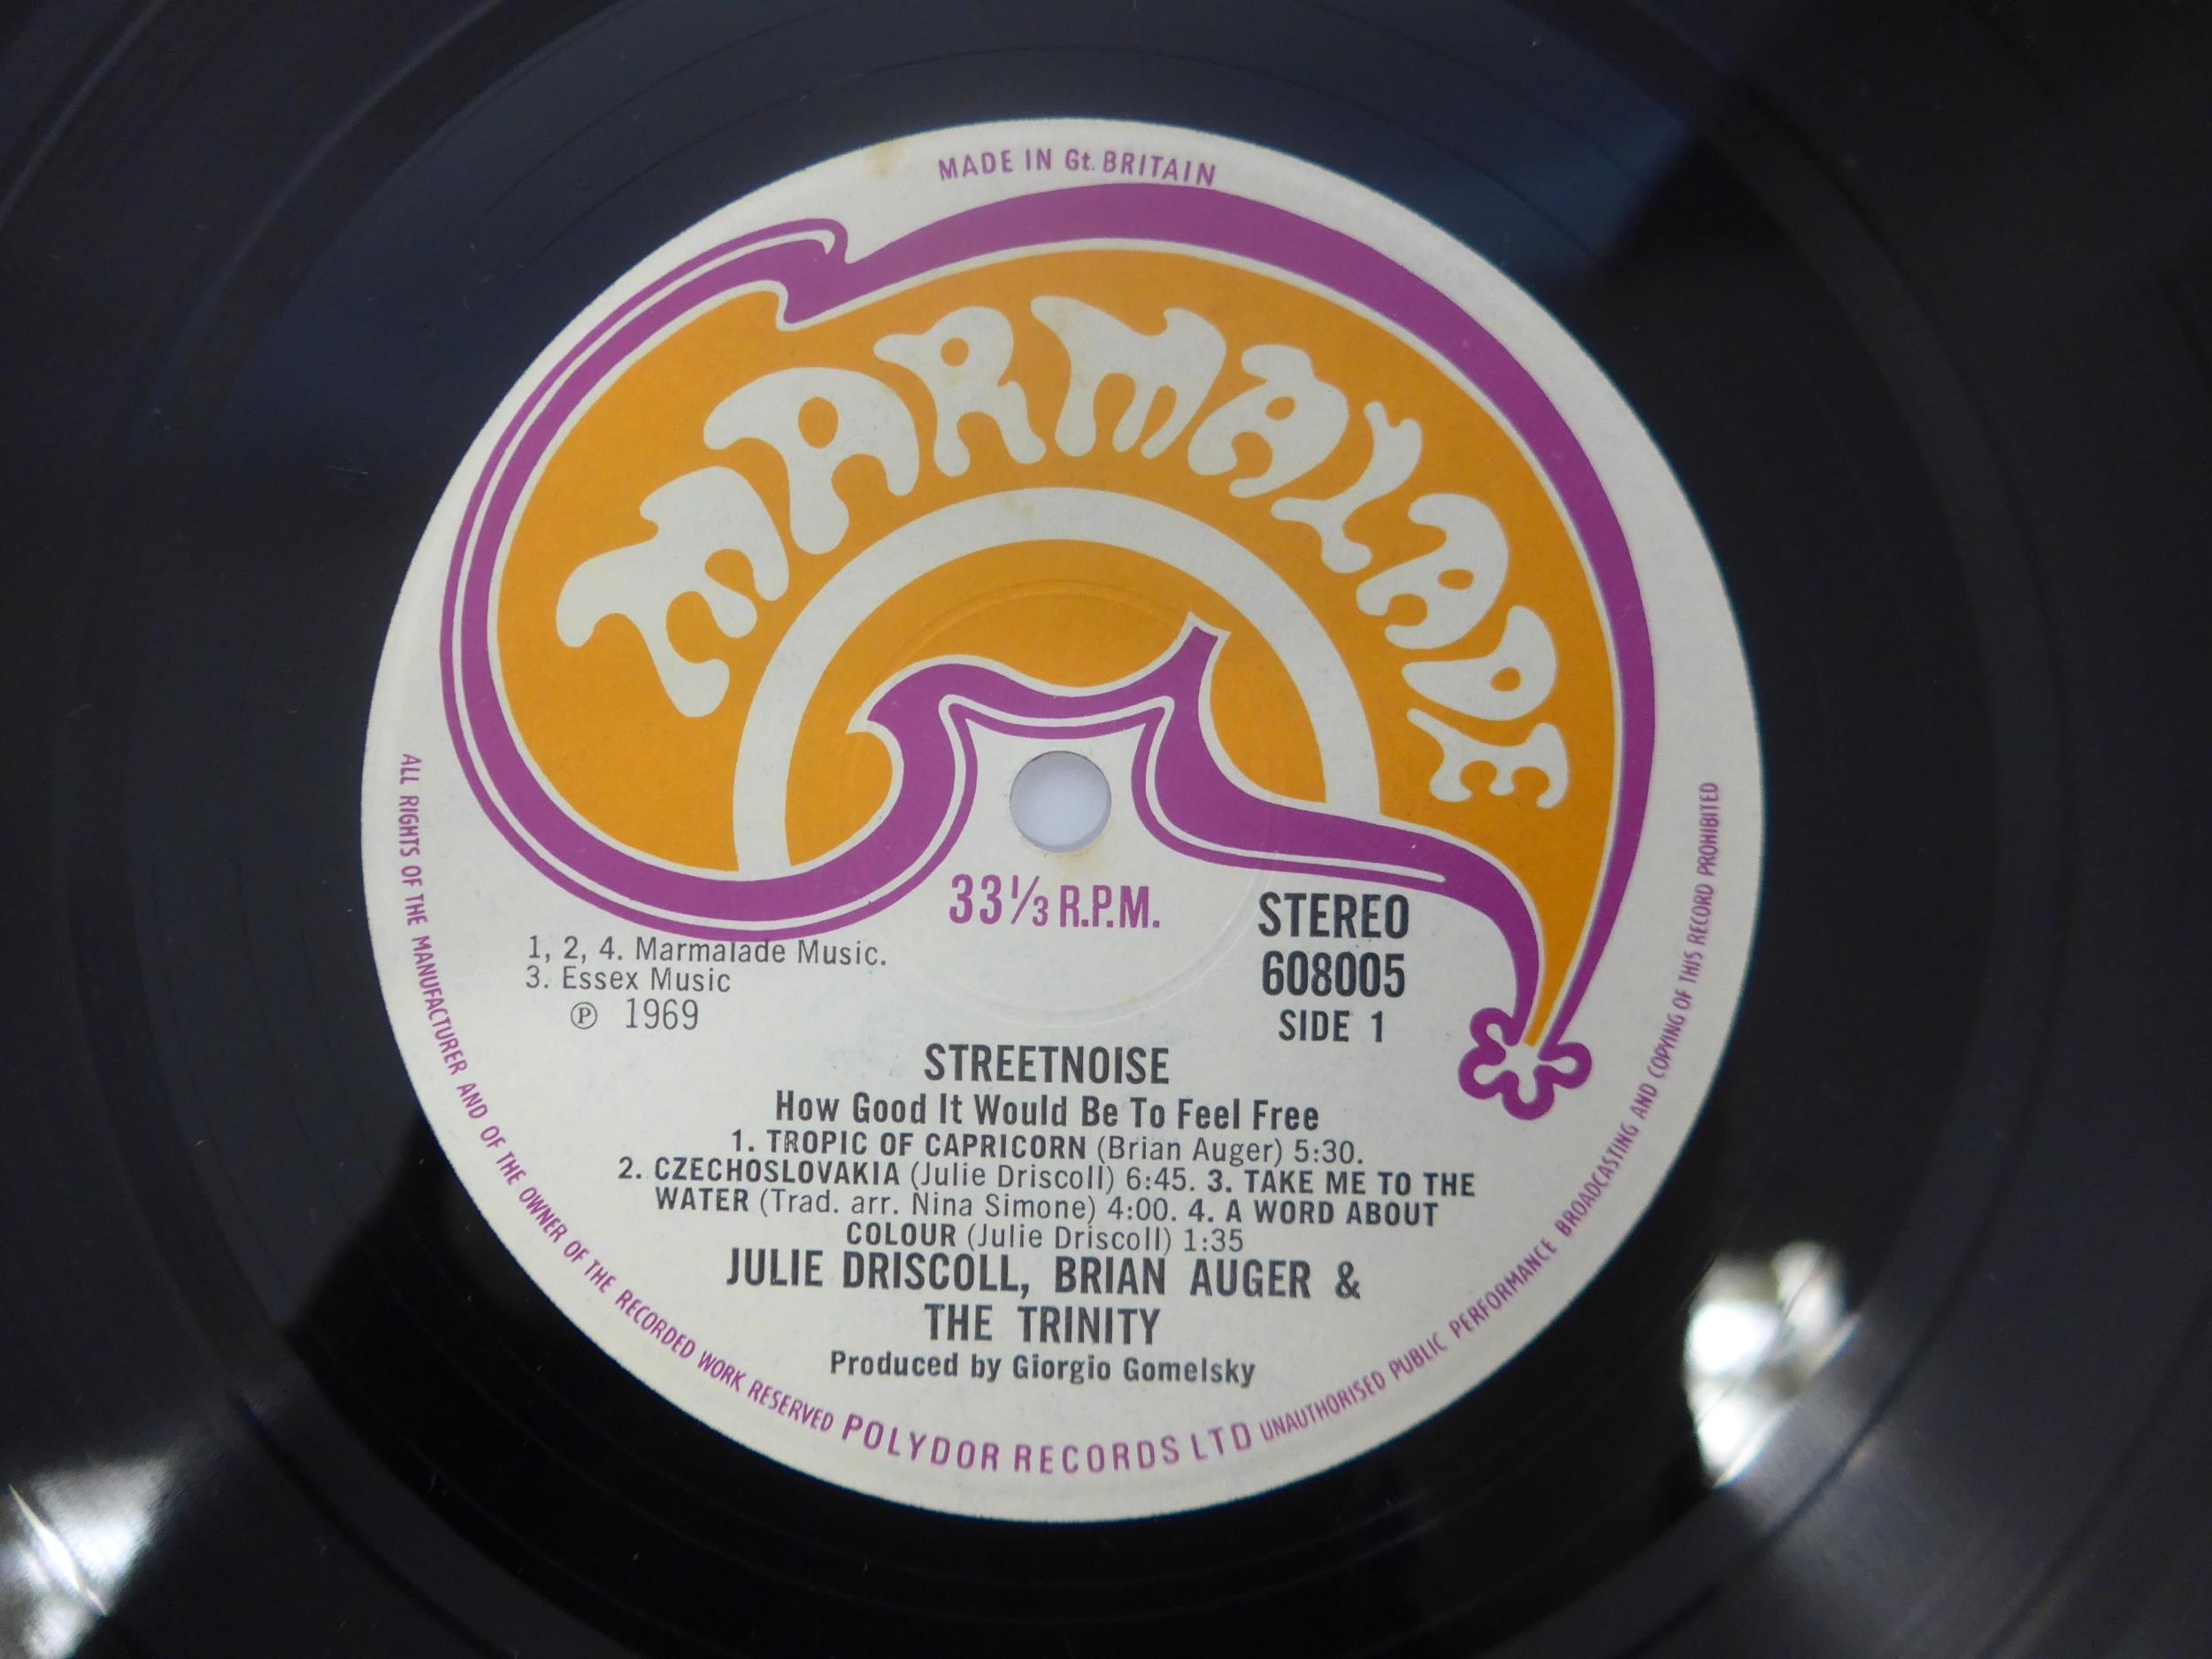 MADE IN Gt. BRITAIN
MARMALADE
33⅓ R.P.M.
STEREO
608005
SIDE 1
1, 2, 4. Marmalade Music.
3. Essex Music
℗ 1969
STREETNOISE
How Good It Would Be To Feel Free
1. TROPIC OF CAPRICORN (Brian Auger) 5:30.
2. CZECHOSLOVAKIA (Julie Driscoll) 6:45. 3. TAKE ME TO THE
WATER (Trad. arr. Nina Simone) 4:00. 4. A WORD ABOUT
COLOUR (Julie Driscoll) 1:35
JULIE DRISCOLL, BRIAN AUGER &
THE TRINITY
Produced by Giorgio Gomelsky
ALL RIGHTS OF THE MANUFACTURER AND OF THE OWNER OF THE RECORDED WORK RESERVED POLYDOR RECORDS LTD UNAUTHORISED PUBLIC PERFORMANCE BROADCASTING AND COPYING OF THIS RECORD PROHIBITED